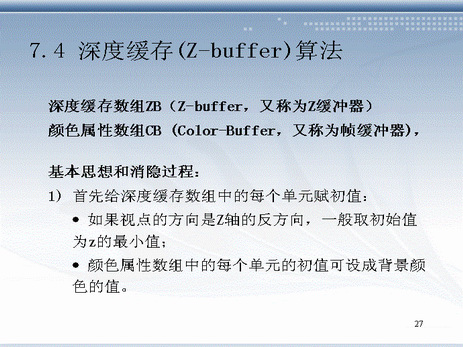 7.4 深度缓存(Z-buffer)算法
深度缓存数组ZB（Z-buffer，又称为Z缓冲器）
颜色属性数组CB (Color-Buffer，又称为帧缓冲器)，
基本思想和消隐过程：
1) 首先给深度缓存数组中的每个单元赋初值：
• 如果视点的方向是Z轴的反方向，一般取初始值
为z的最小值；
• 颜色属性数组中的每个单元的初值可设成背景颜
色的值。
27